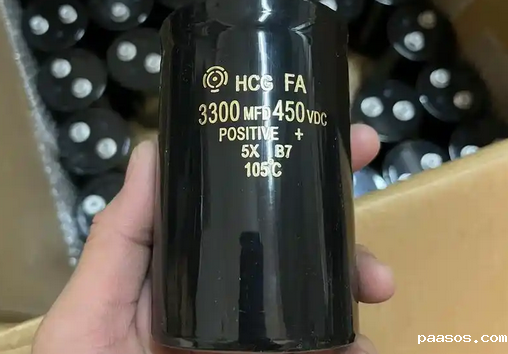 HCG FA
3300 MFD 450 VDC
POSITIVE +
5X B7
105°C
paasos.com